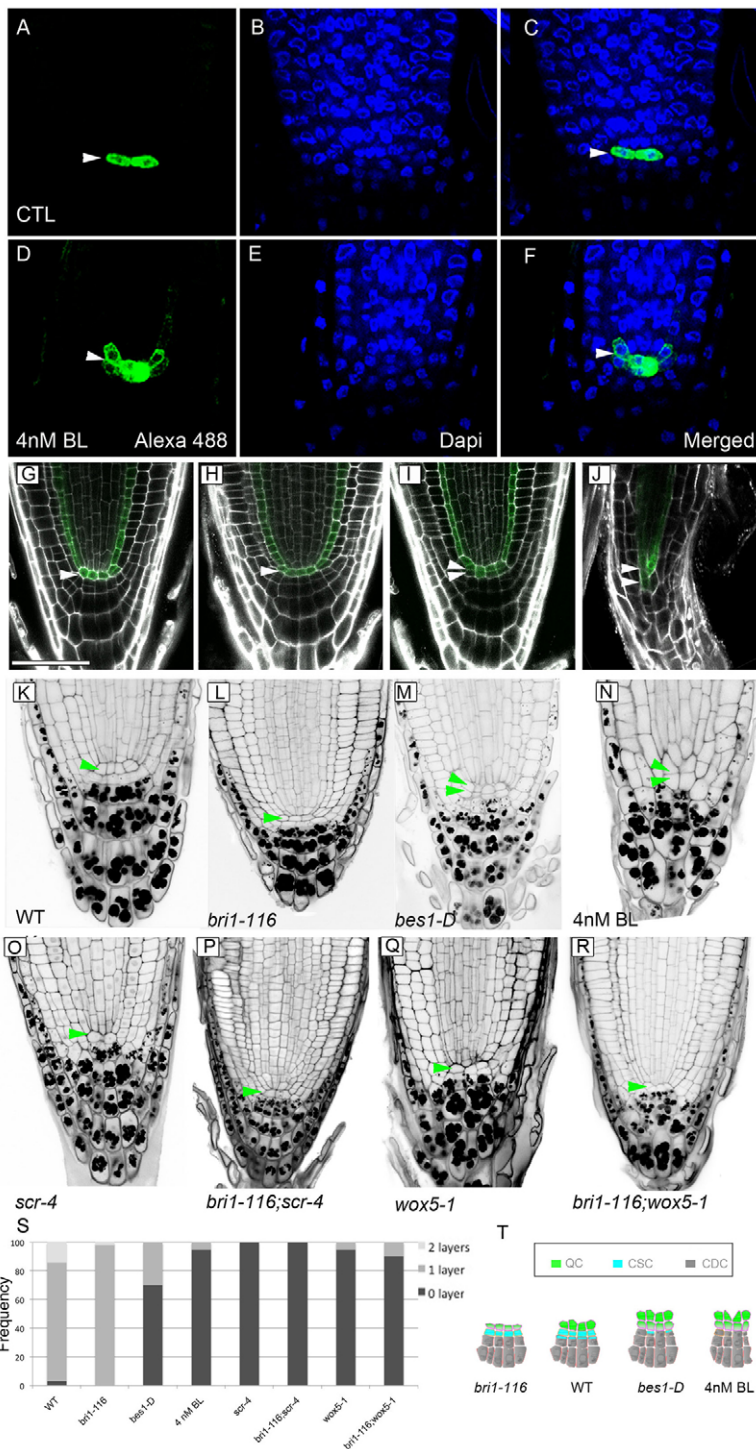 A
B
C
CTL
D
E
F
4nM BL
Alexa 488
Dapi
Merged
G
H
I
J
K
L
M
N
WT
bri1-116
bes1-D
4nM BL
O
P
Q
R
scr-4
bri1-116;scr-4
wox5-1
bri1-116;wox5-1
S
T
100
80
60
40
20
0
Frequency
2 layers
1 layer
0 layer
WT
bri1-116
bes1-D
4 nM BL
scr-4
bri1-116;scr-4
wox5-1
bri1-116;wox5-1
QC
CSC
CDC
bri1-116
WT
bes1-D
4nM BL